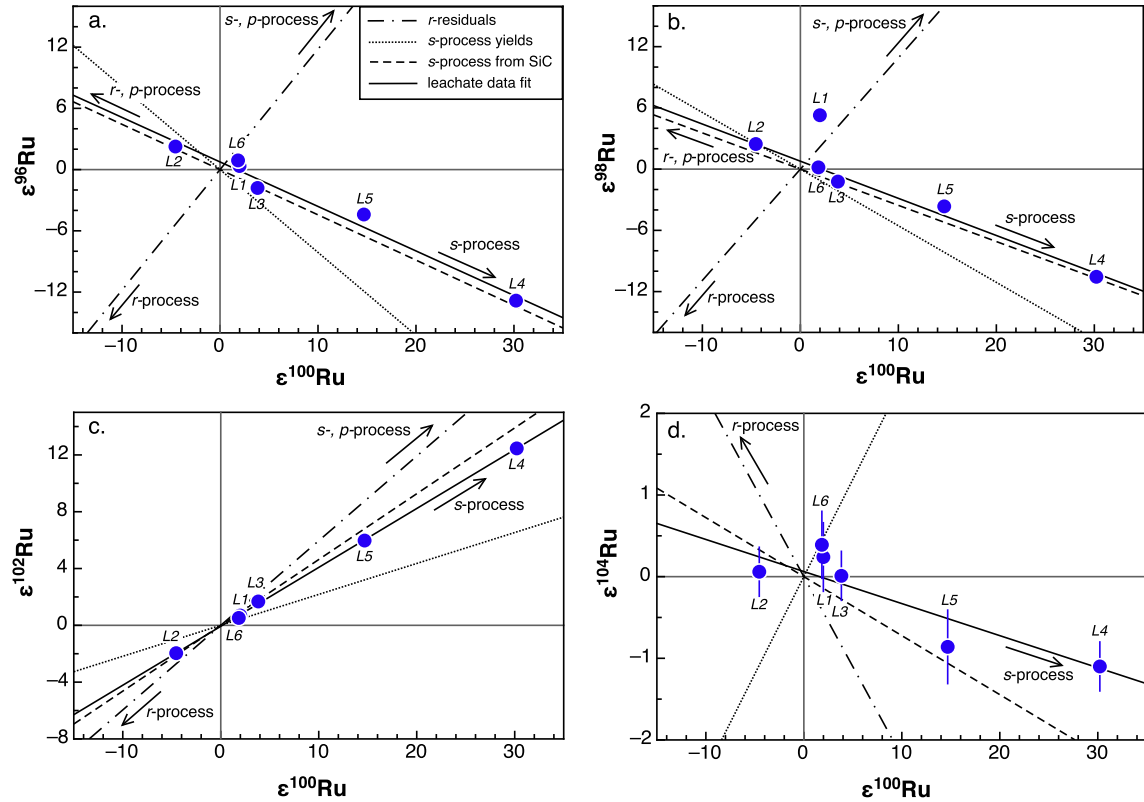 a.
s-, p-process
r-residuals
s-process yields
s-process from SiC
leachate data fit
r-, p-process
L2
L6
L1
L3
L5
L4
s-process
r-process
12
6
0
−6
−12
ε96Ru
−10
0
10
20
30
ε100Ru
b.
s-, p-process
L1
L2
r-, p-process
L6
L3
L5
s-process
L4
r-process
12
6
0
−6
−12
ε98Ru
−10
0
10
20
30
ε100Ru
c.
s-, p-process
L4
s-process
L5
L3
L1
L6
L2
r-process
12
8
4
0
−4
−8
ε102Ru
−10
0
10
20
30
ε100Ru
d.
r-process
L6
L2
L1
L3
L5
L4
s-process
2
1
0
−1
−2
ε104Ru
−10
0
10
20
30
ε100Ru